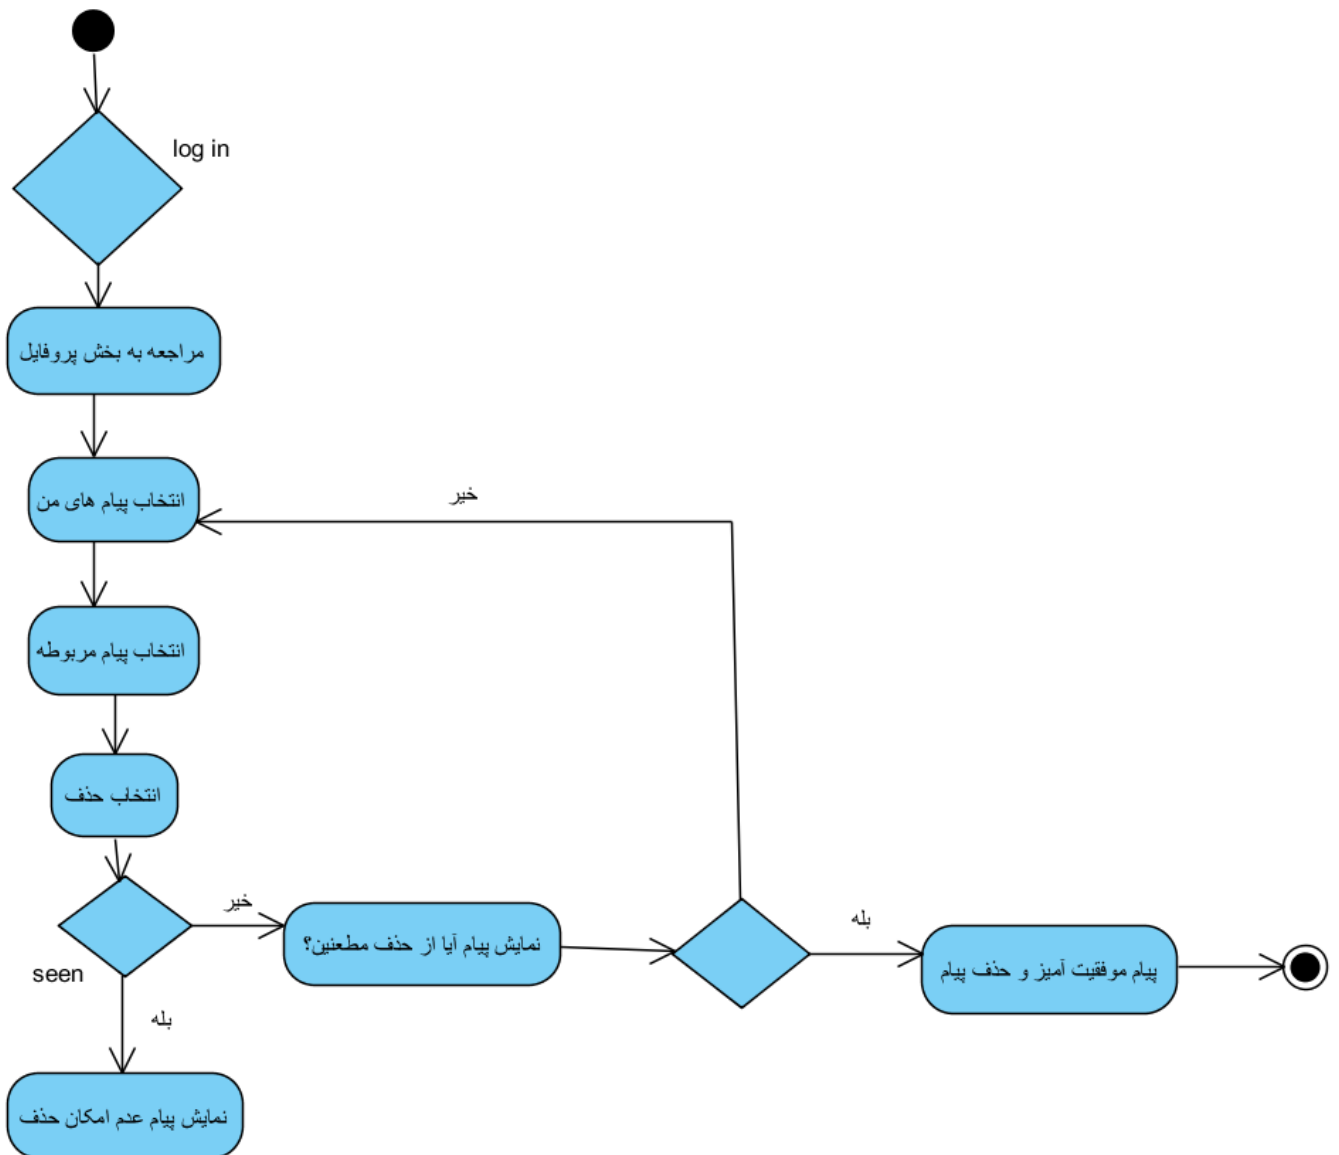 log in
مراجعه به بخش پروفایل
انتخاب پیام های من
خیر
انتخاب پیام مربوطه
انتخاب حذف
seen
خیر
نمایش پیام آیا از حذف مطعنین؟
بله
پیام موفقیت آمیز و حذف پیام
بله
نمایش پیام عدم امکان حذف